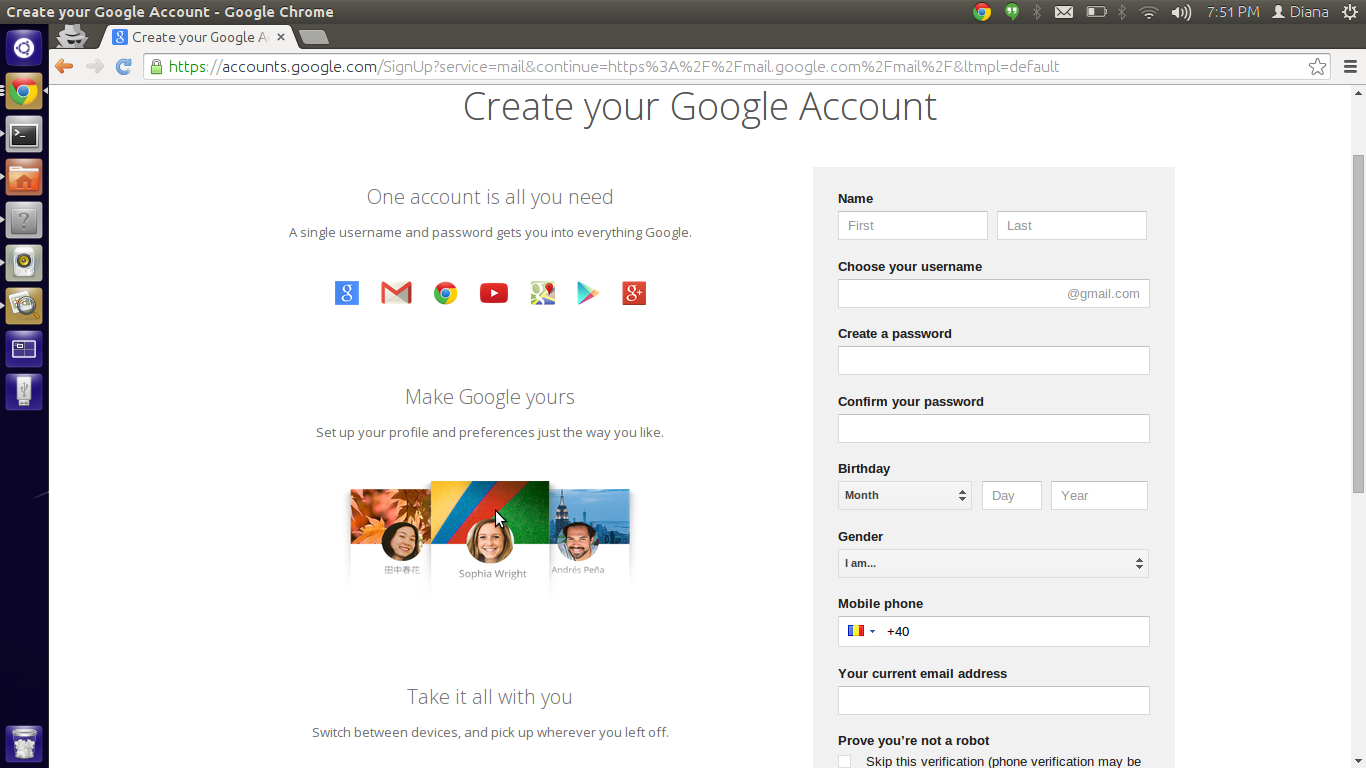 Create your Google Account - Google Chrome
7:51 PM
Diana
Create your Google A
https://accounts.google.com/SignUp?service=mail&continue=https%3A%2F%2Fmail.google.com%2Fmail%2F&ltmpl=default
Create your Google Account
One account is all you need
A single username and password gets you into everything Google.
Make Google yours
Set up your profile and preferences just the way you like.
田中春花
Sophia Wright
Andrés Peña
Take it all with you
Switch between devices, and pick up wherever you left off.
Name
First
Last
Choose your username
@gmail.com
Create a password
Confirm your password
Birthday
Month
Day
Year
Gender
I am...
Mobile phone
+40
Your current email address
Prove you’re not a robot
Skip this verification (phone verification may be